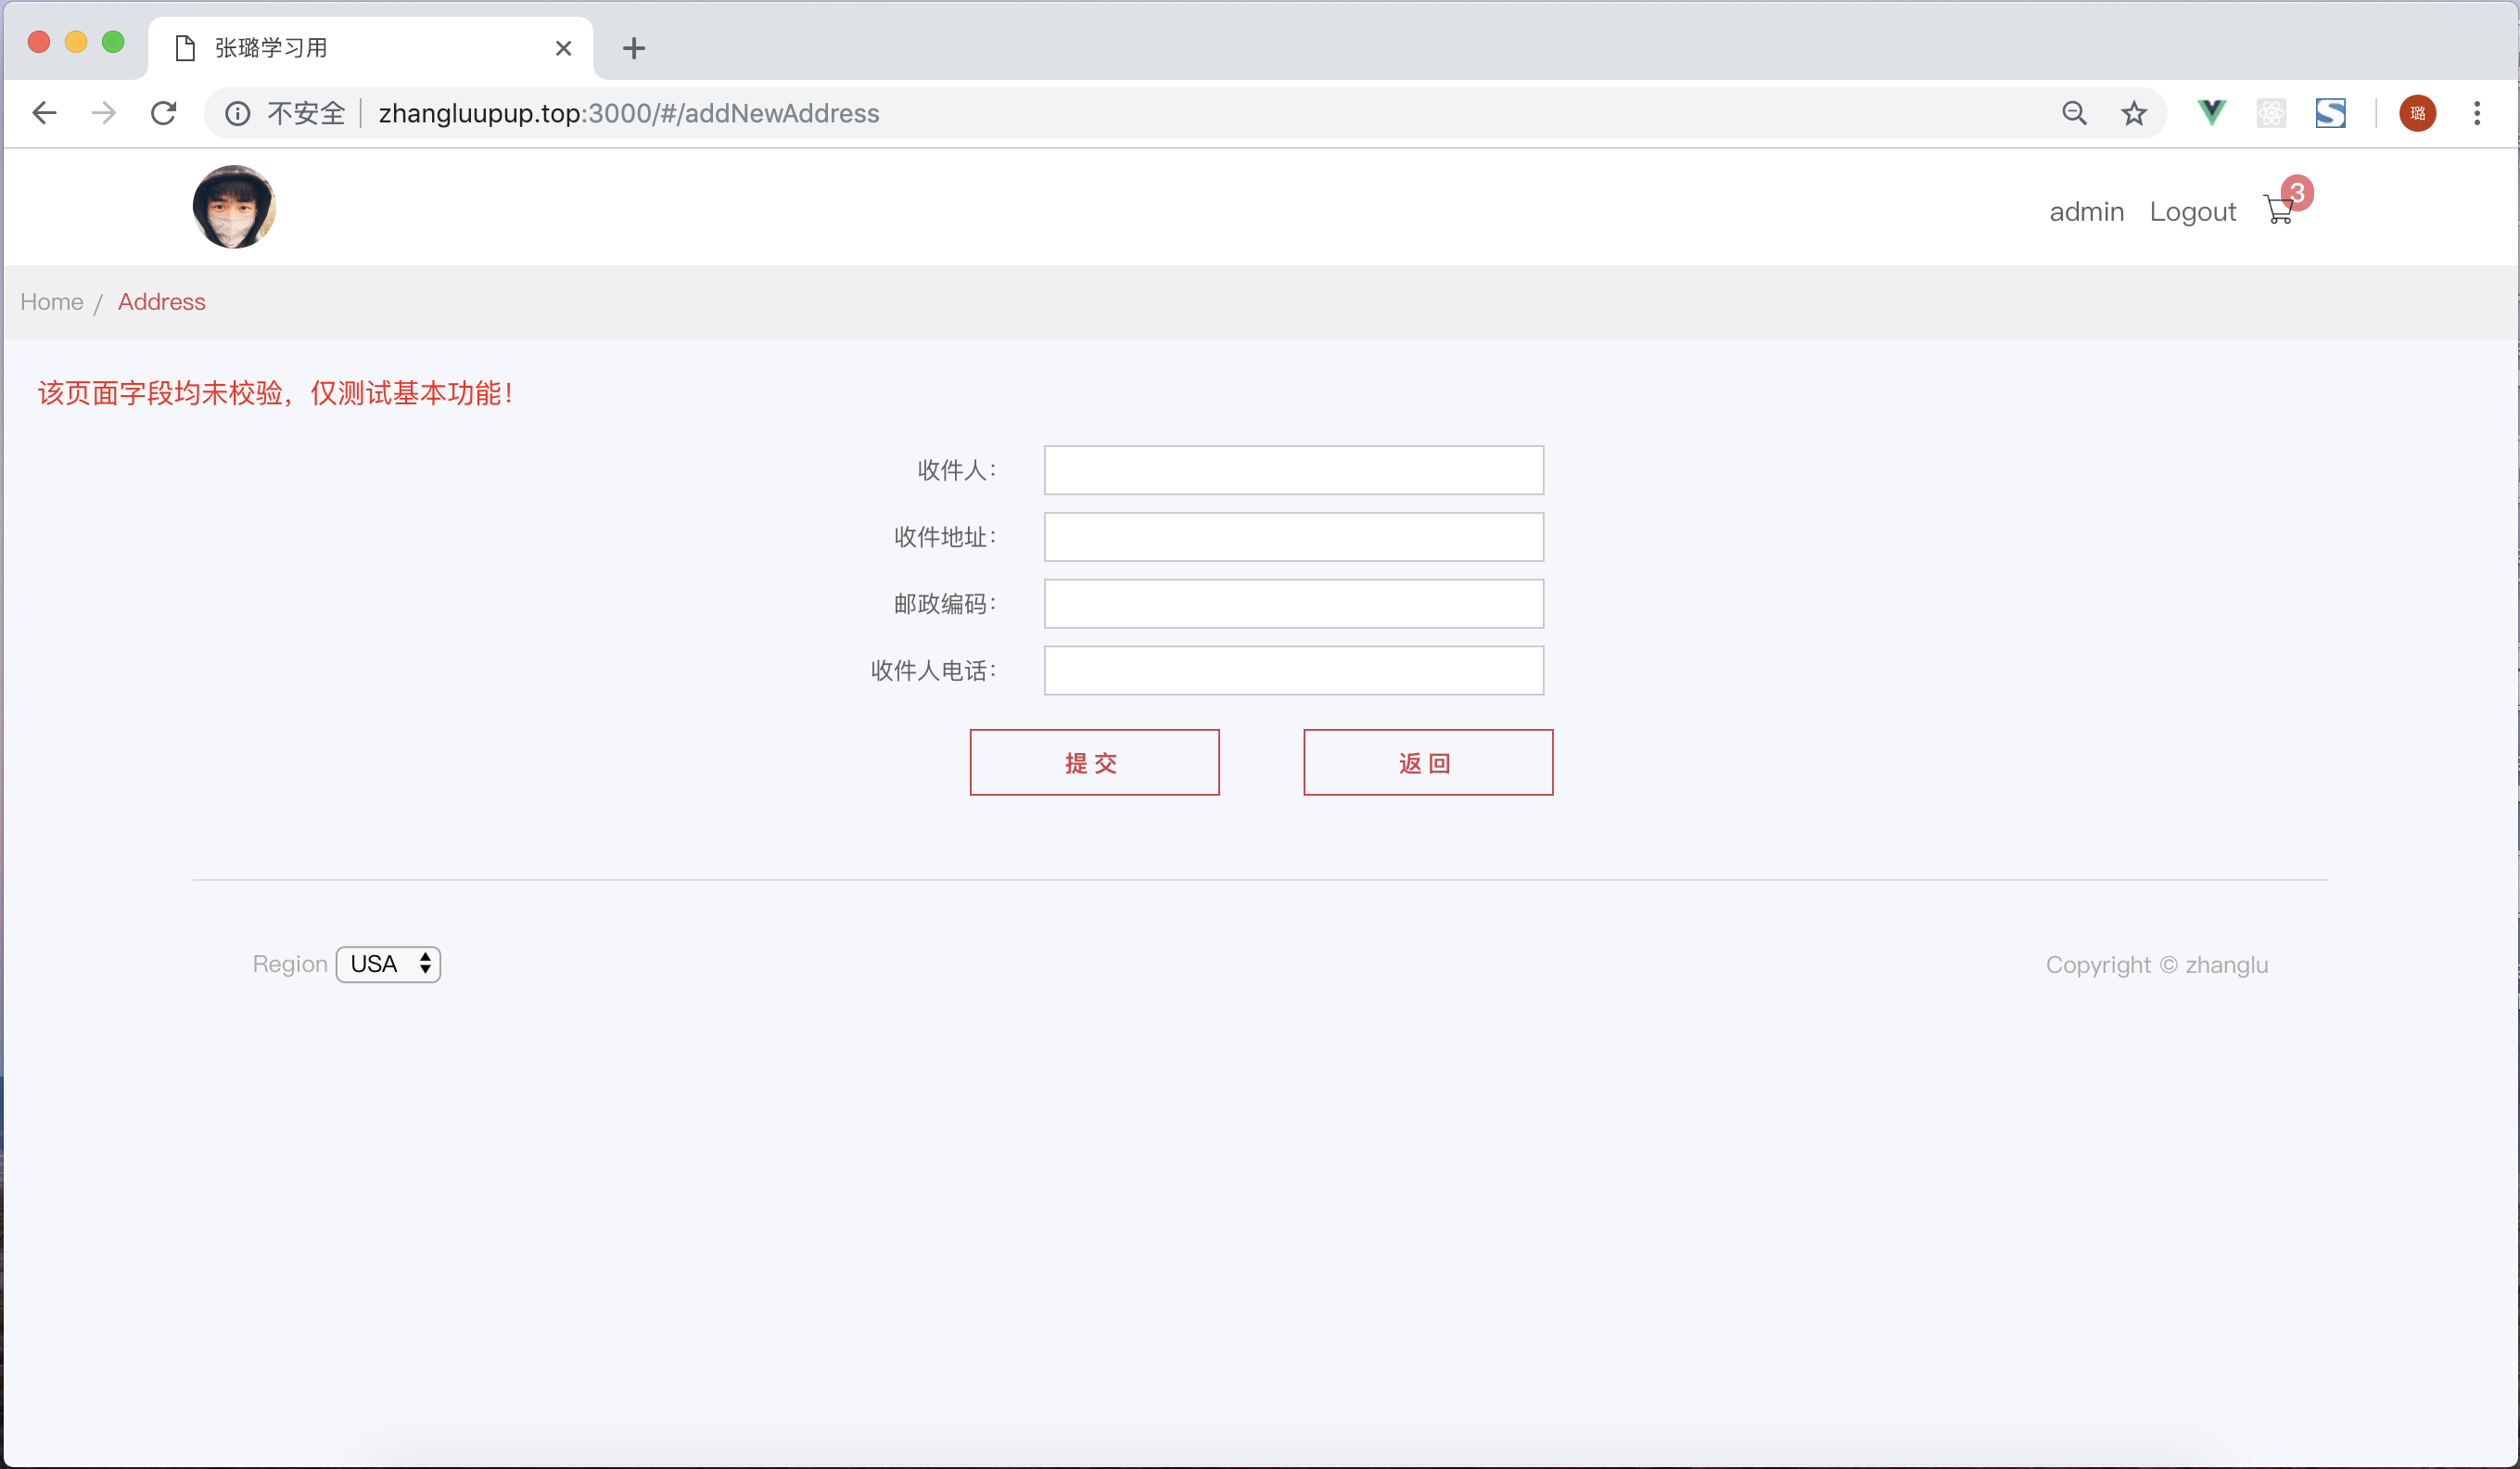 张璐学习用
不安全 zhangluupup.top:3000/#/addNewAddress
璐
admin Logout 3
Home / Address
该页面字段均未校验，仅测试基本功能！
收件人：
收件地址：
邮政编码：
收件人电话：
提 交 返 回
Region USA Copyright © zhanglu